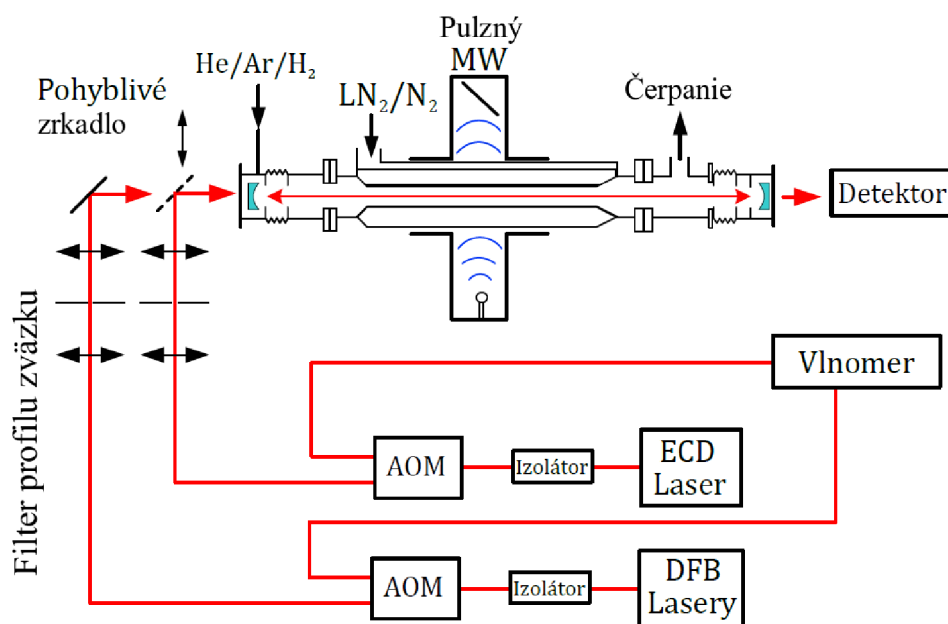 Pulzný
MW
He/Ar/H₂
LN₂/N₂
Čerpanie
Pohyblivé
zrkadlo
Detektor
Filter profilu zväzku
Vlnomer
AOM
Izolátor
ECD
Laser
AOM
Izolátor
DFB
Lasery